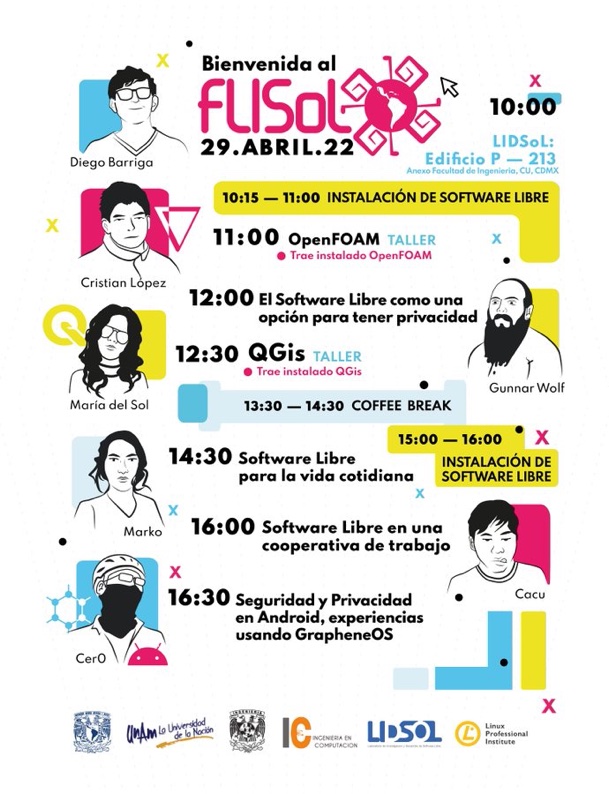 Bienvenida al
FLISoL
29.ABRIL.22
x
x
10:00
LIDSoL:
Edificio P — 213
Anexo Facultad de Ingeniería, CU, CDMX
Diego Barriga
10:15 — 11:00 INSTALACIÓN DE SOFTWARE LIBRE
x
11:00 OpenFOAM TALLER
Trae instalado OpenFOAM
x
Cristian López
12:00 El Software Libre como una
opción para tener privacidad
Gunnar Wolf
12:30 QGis TALLER
Trae instalado QGis
María del Sol
13:30 — 14:30 COFFEE BREAK
15:00 — 16:00
x
INSTALACIÓN DE
SOFTWARE LIBRE
14:30 Software Libre
para la vida cotidiana
x
x
Marko
16:00 Software Libre en una
cooperativa de trabajo
Cacu
x
16:30 Seguridad y Privacidad
en Android, experiencias
usando GrapheneOS
Cer0
x
UNAM La Universidad
de la Nación
INGENIERIA
IC INGENIERÍA EN
COMPUTACIÓN
LIDSOL
Linux
Professional
Institute